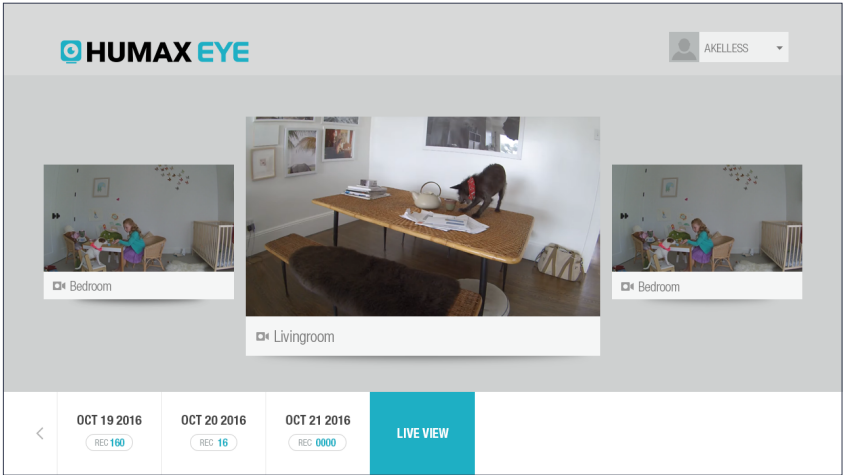 HUMAX EYE
AKELLESS
Bedroom
Livingroom
Bedroom
OCT 19 2016
REC 160
OCT 20 2016
REC 16
OCT 21 2016
REC 0000
LIVE VIEW